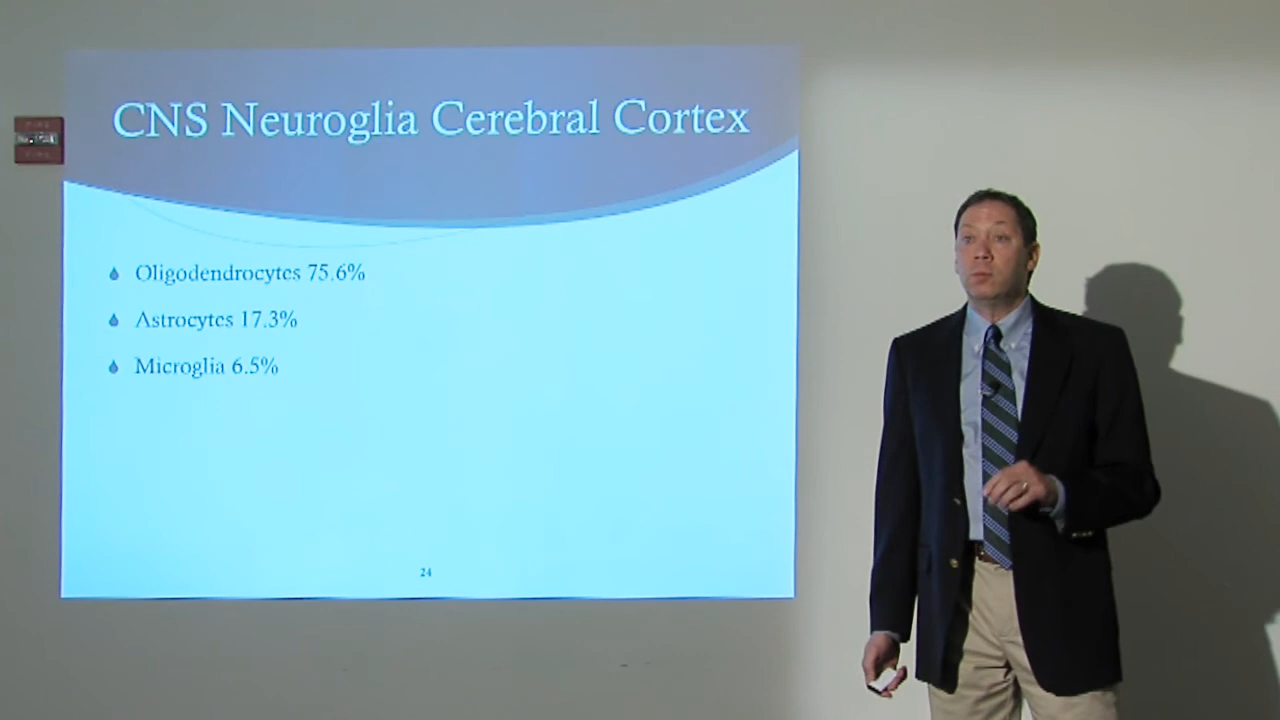 CNS Neuroglia Cerebral Cortex
Oligodendrocytes 75.6%
Astrocytes 17.3%
Microglia 6.5%
24